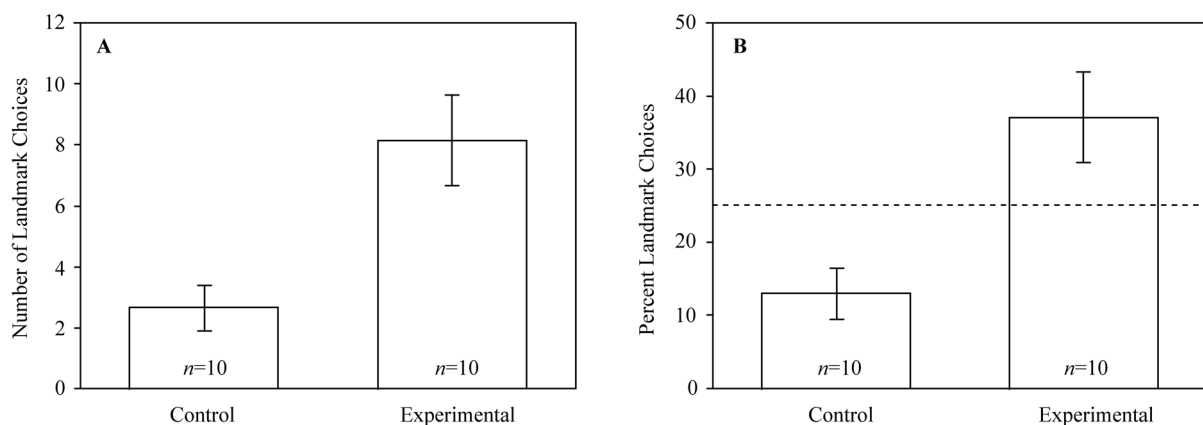 A
Number of Landmark Choices
12
10
8
6
4
2
0
n=10
n=10
Control
Experimental
B
Percent Landmark Choices
50
40
30
20
10
0
n=10
n=10
Control
Experimental